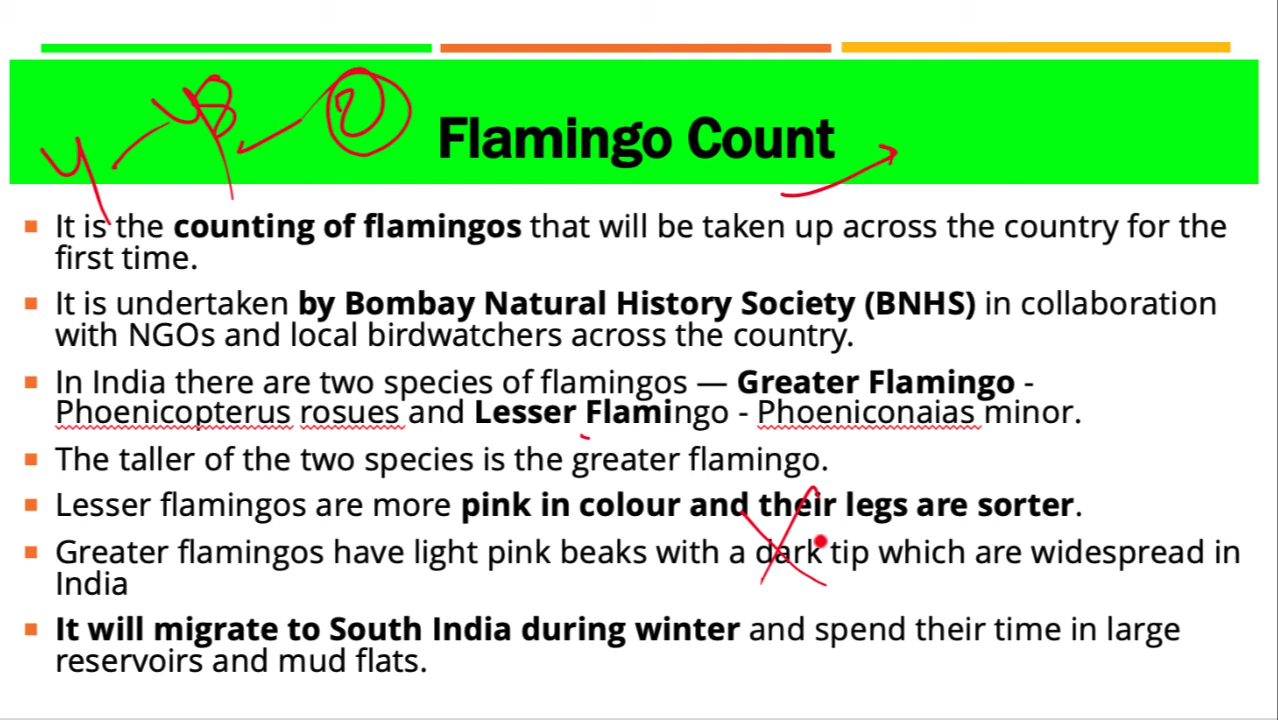 Flamingo Count
It is the counting of flamingos that will be taken up across the country for the
first time.
It is undertaken by Bombay Natural History Society (BNHS) in collaboration
with NGOs and local birdwatchers across the country.
In India there are two species of flamingos — Greater Flamingo -
Phoenicopterus rosues and Lesser Flamingo - Phoeniconaias minor.
The taller of the two species is the greater flamingo.
Lesser flamingos are more pink in colour and their legs are sorter.
Greater flamingos have light pink beaks with a dark tip which are widespread in
India
It will migrate to South India during winter and spend their time in large
reservoirs and mud flats.